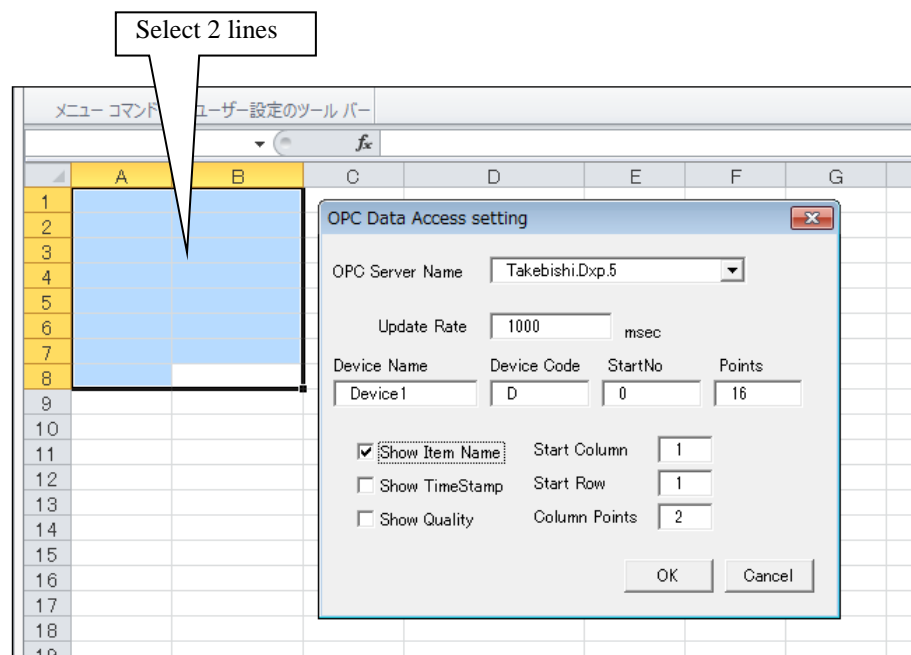 Select 2 lines
メニュー コマンド ユーザー設定のツール バー
fx
A B C D E F G
1
2
3
4
5
6
7
8
9
10
11
12
13
14
15
16
17
18
19
OPC Data Access setting
OPC Server Name Takebishi.Dxp.5
Update Rate 1000 msec
Device Name Device Code StartNo Points
Device1 D 0 16
Show Item Name Start Column 1
Show TimeStamp Start Row 1
Show Quality Column Points 2
OK Cancel